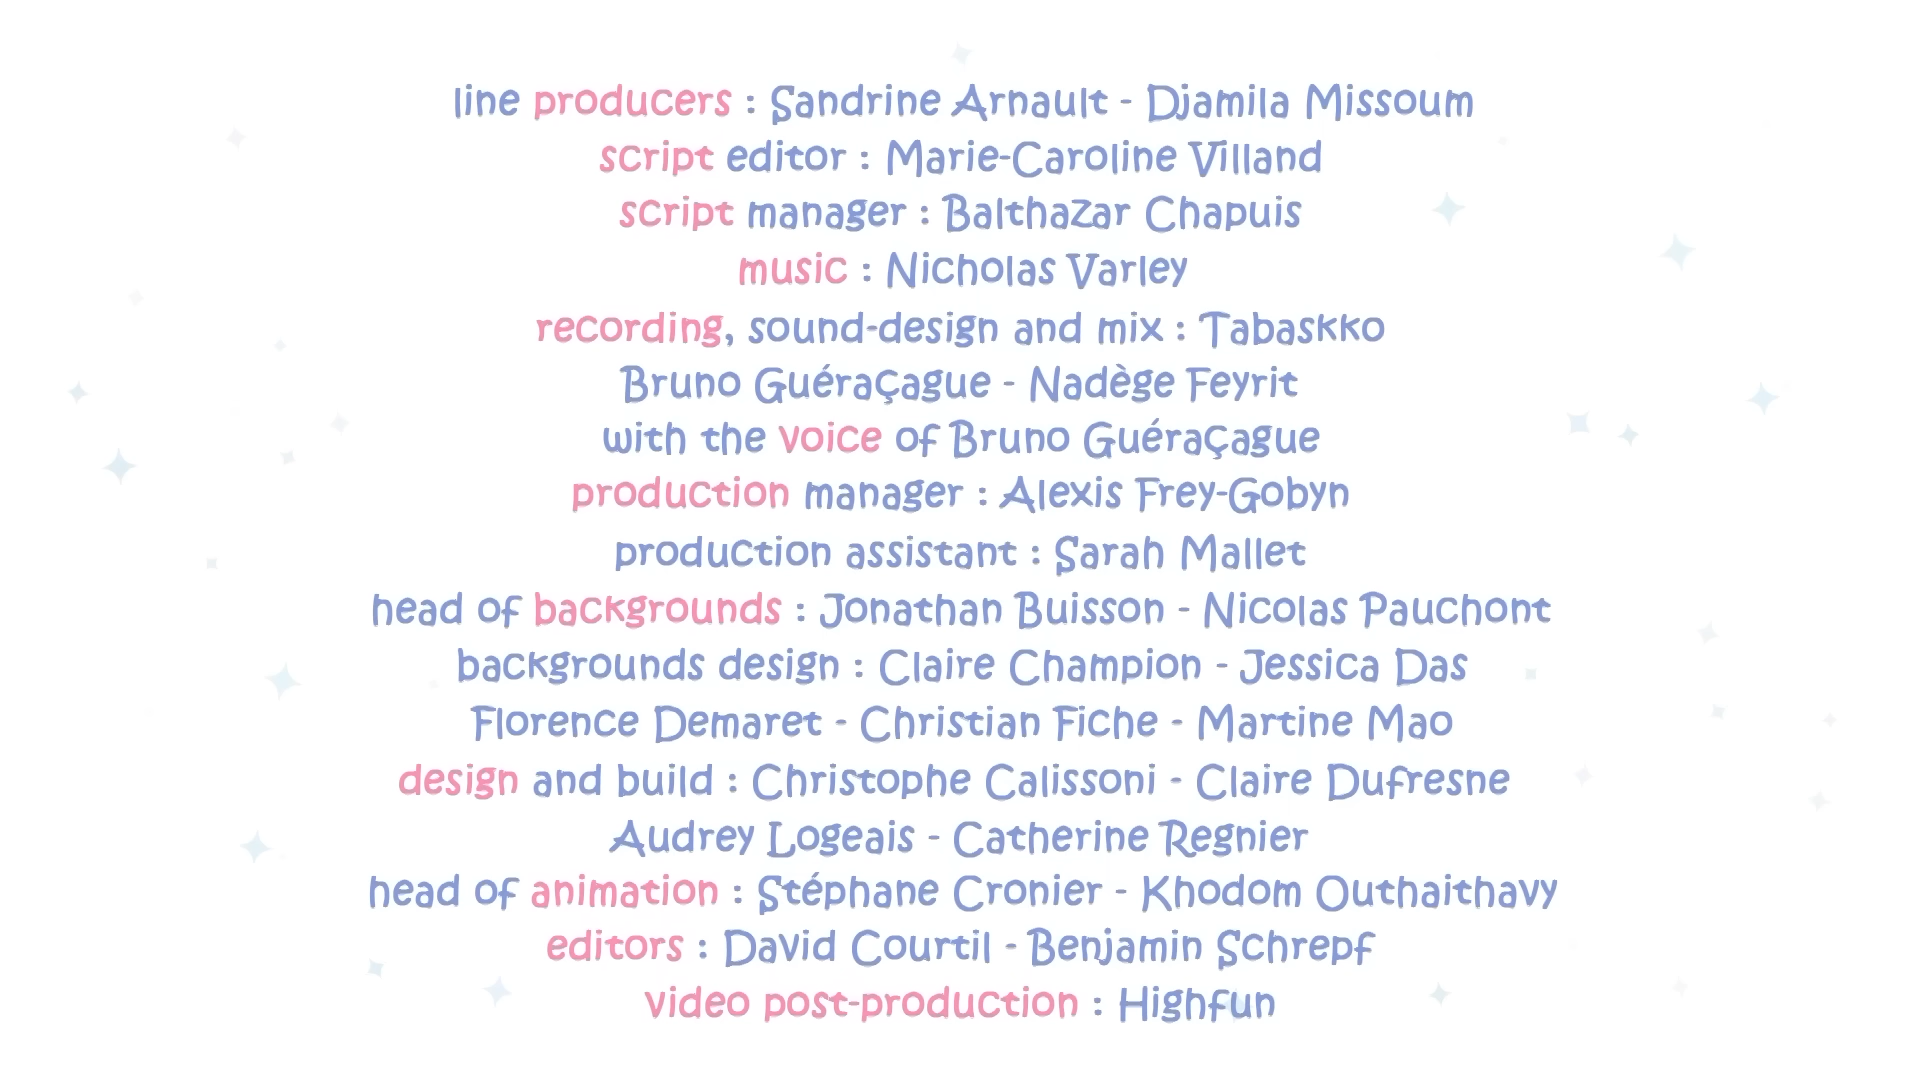 line producers : Sandrine Arnault - Djamila Missoum
script editor : Marie-Caroline Villand
script manager : Balthazar Chapuis
music : Nicholas Varley
recording, sound-design and mix : Tabaskko
Bruno Guéraçague - Nadège Feyrit
with the voice of Bruno Guéraçague
production manager : Alexis Frey-Gobyn
production assistant : Sarah Mallet
head of backgrounds : Jonathan Buisson - Nicolas Pauchont
backgrounds design : Claire Champion - Jessica Das
Florence Demaret - Christian Fiche - Martine Mao
design and build : Christophe Calissoni - Claire Dufresne
Audrey Logeais - Catherine Regnier
head of animation : Stéphane Cronier - Khodom Outhaithavy
editors : David Courtil - Benjamin Schrepf
video post-production : Highfun